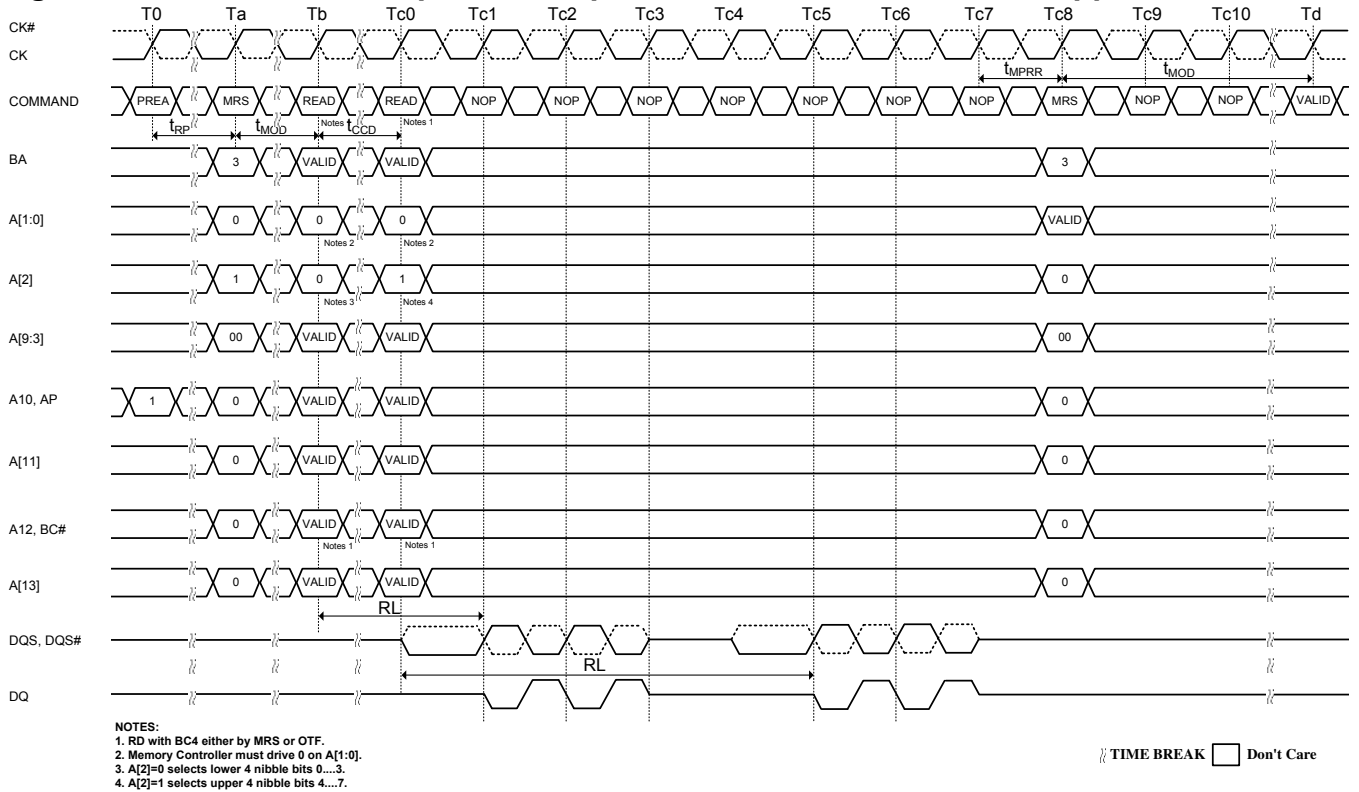 T0 Ta Tb Tc0 Tc1 Tc2 Tc3 Tc4 Tc5 Tc6 Tc7 Tc8 Tc9 Tc10 Td
CK#
CK
tMPRR tMOD
COMMAND PREA MRS READ READ NOP NOP NOP NOP NOP NOP NOP MRS NOP NOP VALID
Notes 1 Notes 1
tRP tMOD tCCD
BA 3 VALID VALID 3
A[1:0] 0 0 0 VALID
Notes 2 Notes 2
A[2] 1 0 1 0
Notes 3 Notes 4
A[9:3] 00 VALID VALID 00
A10, AP 1 0 VALID VALID 0
A[11] 0 VALID VALID 0
A12, BC# 0 VALID VALID 0
Notes 1 Notes 1
A[13] 0 VALID VALID 0
RL
DQS, DQS#
RL
DQ
NOTES:
1. RD with BC4 either by MRS or OTF.
2. Memory Controller must drive 0 on A[1:0].
3. A[2]=0 selects lower 4 nibble bits 0....3.
4. A[2]=1 selects upper 4 nibble bits 4....7.
TIME BREAK Don't Care